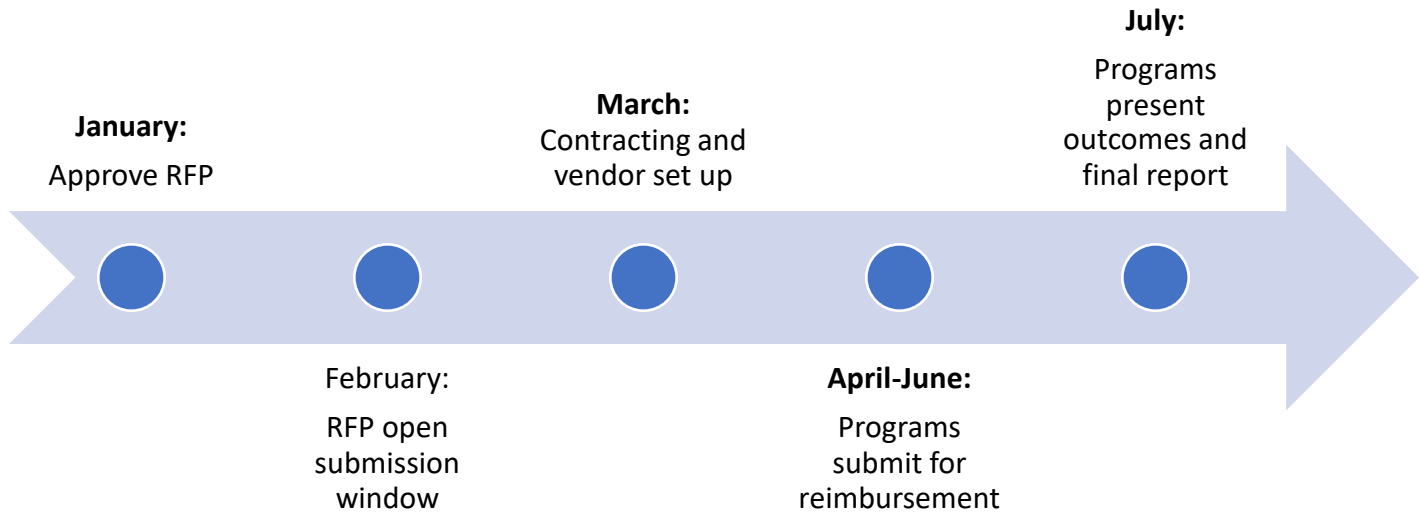 January:
Approve RFP
February:
RFP open
submission
window
March:
Contracting and
vendor set up
April-June:
Programs
submit for
reimbursement
July:
Programs
present
outcomes and
final report